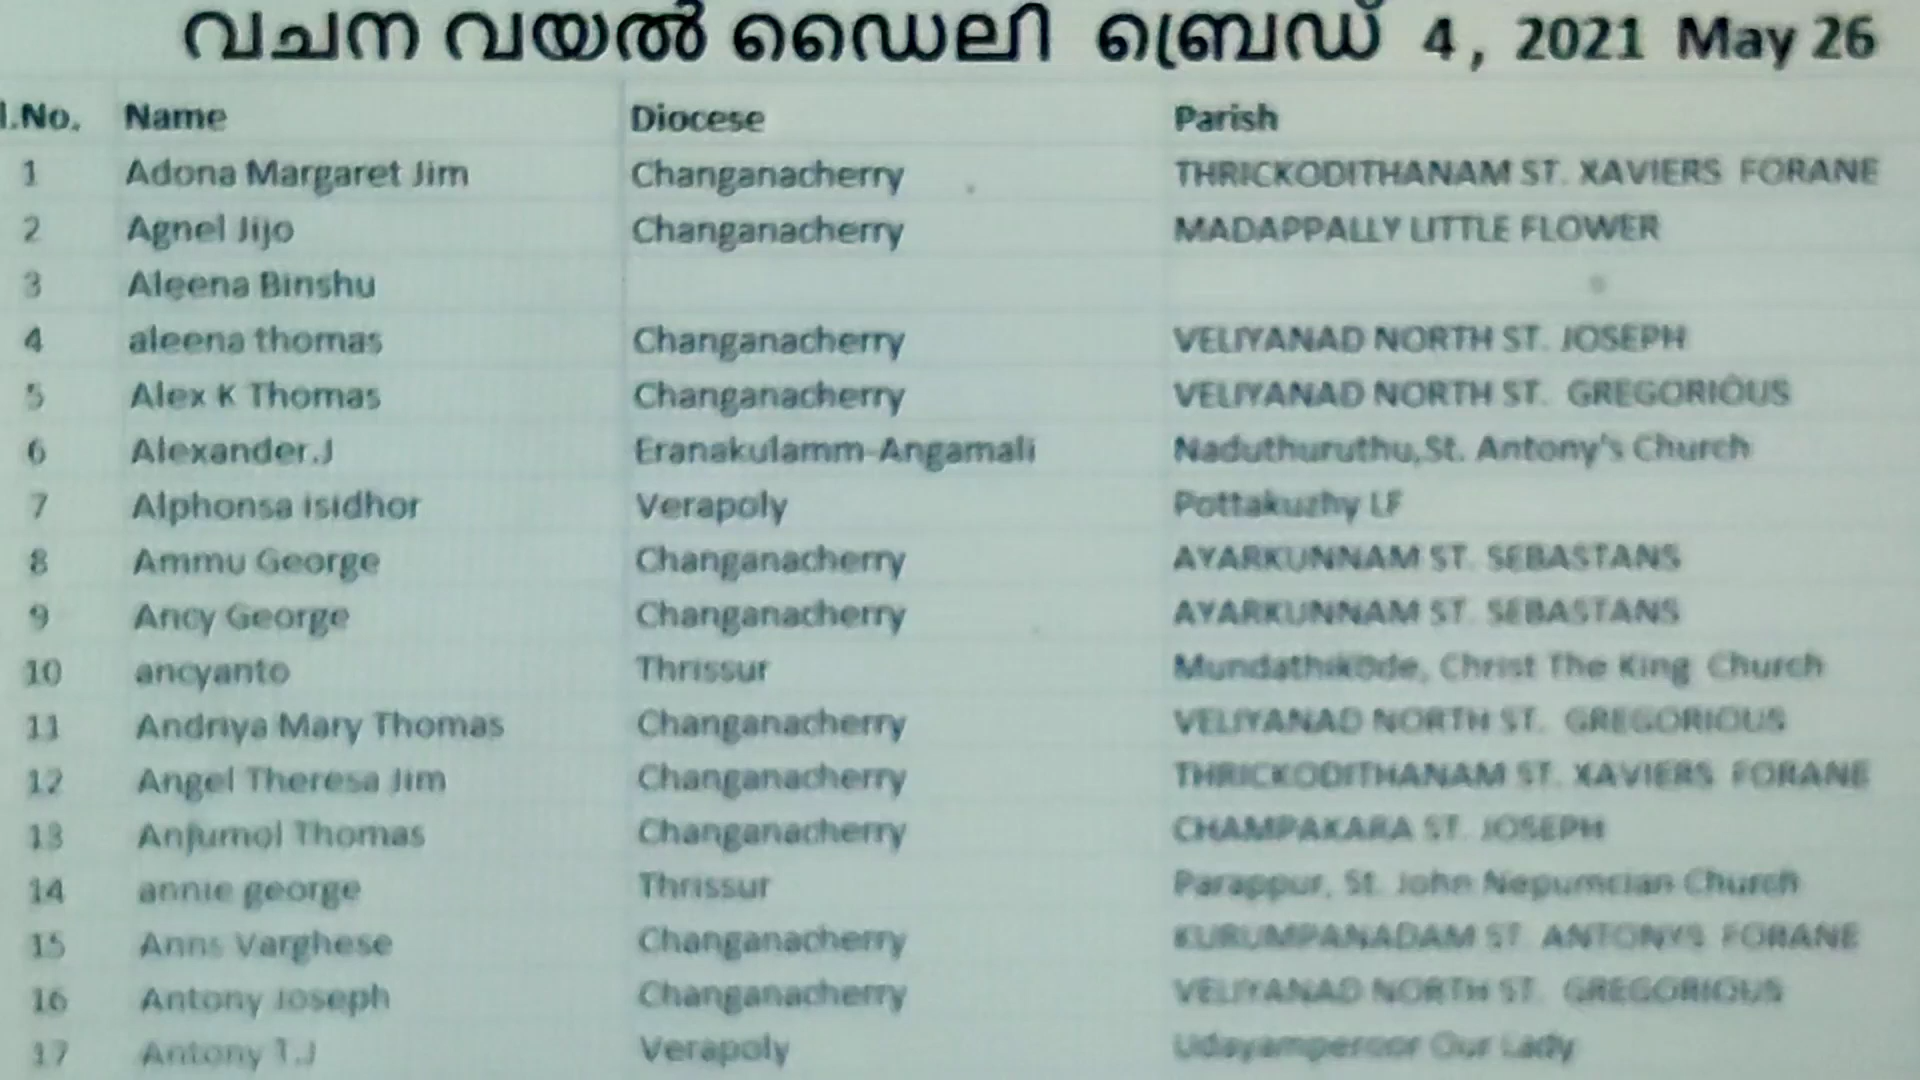 വചന വയൽ ഡൈലി ബ്രെഡ് 4, 2021 May 26
l.No. Name Diocese Parish
1 Adona Margaret Jim Changanacherry THRICKODITHANAM ST. XAVIERS FORANE
2 Agnel Jijo Changanacherry MADAPPALLY LITTLE FLOWER
3 Aleena Binshu
4 aleena thomas Changanacherry VELIYANAD NORTH ST. JOSEPH
5 Alex K Thomas Changanacherry VELIYANAD NORTH ST. GREGORIOUS
6 Alexander.J Eranakulamm-Angamali Naduthuruthu,St. Antony's Church
7 Alphonsa isidhor Verapoly Pottakuzhy LF
8 Ammu George Changanacherry AYARKUNNAM ST. SEBASTANS
9 Ancy George Changanacherry AYARKUNNAM ST. SEBASTANS
10 ancyanto Thrissur Mundathikode, Christ The King Church
11 Andriya Mary Thomas Changanacherry VELIYANAD NORTH ST. GREGORIOUS
12 Angel Theresa Jim Changanacherry THRICKODITHANAM ST. XAVIERS FORANE
13 Anjumol Thomas Changanacherry CHAMPAKARA ST. JOSEPH
14 annie george Thrissur Parappur, St. John Nepumcian Church
15 Anns Varghese Changanacherry KURUMPANADAM ST. ANTONYS FORANE
16 Antony Joseph Changanacherry VELIYANAD NORTH ST. GREGORIOUS
17 Antony T.J Verapoly Udayamperoor Our Lady